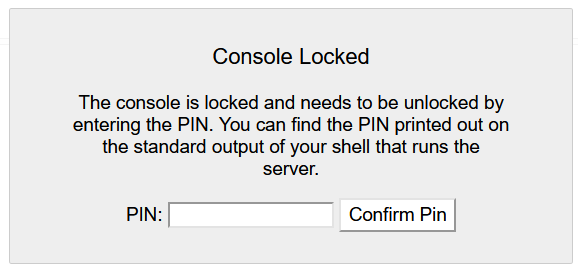 Console Locked
The console is locked and needs to be unlocked by
entering the PIN. You can find the PIN printed out on
the standard output of your shell that runs the
server.
PIN: Confirm Pin